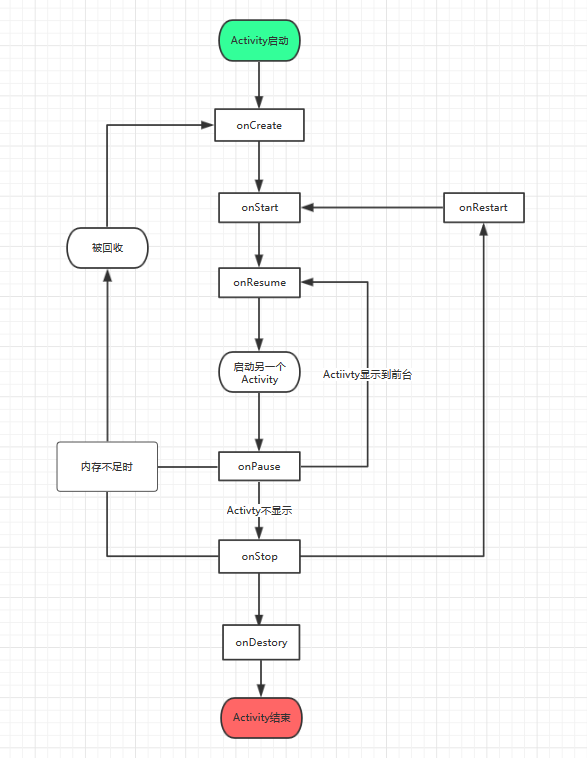 Activity启动
onCreate
onStart
onRestart
被回收
onResume
启动另一个
Activity
Actiivty显示到前台
内存不足时
onPause
Activty不显示
onStop
onDestory
Activity结束